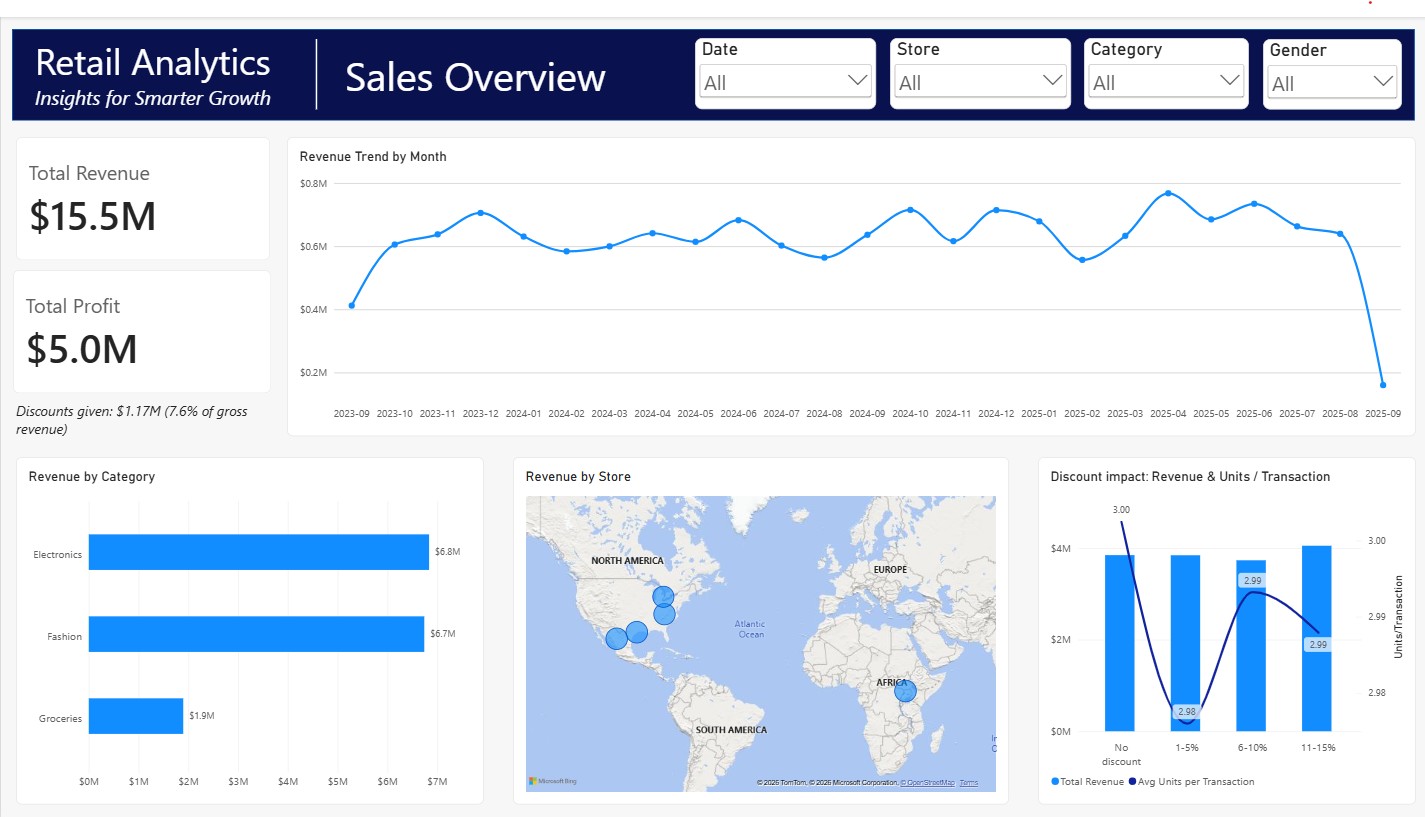 Retail Analytics
Insights for Smarter Growth
Sales Overview
Date
All
Store
All
Category
All
Gender
All
Total Revenue
$15.5M
Total Profit
$5.0M
Discounts given: $1.17M (7.6% of gross
revenue)
Revenue Trend by Month
$0.8M
$0.6M
$0.4M
$0.2M
2023-09 2023-10 2023-11 2023-12 2024-01 2024-02 2024-03 2024-04 2024-05 2024-06 2024-07 2024-08 2024-09 2024-10 2024-11 2024-12 2025-01 2025-02 2025-03 2025-04 2025-05 2025-06 2025-07 2025-08 2025-09
Revenue by Category
Electronics $6.8M
Fashion $6.7M
Groceries $1.9M
$0M $1M $2M $3M $4M $5M $6M $7M
Revenue by Store
NORTH AMERICA
EUROPE
Atlantic
Ocean
AFRICA
SOUTH AMERICA
Microsoft Bing
© 2026 TomTom, © 2026 Microsoft Corporation, © OpenStreetMap Terms
Discount impact: Revenue & Units / Transaction
3.00
$4M
$2M
$0M
2.98
2.99
2.99
3.00
2.99
2.98
Units/Transaction
No
discount
1-5%
6-10%
11-15%
Total Revenue
Avg Units per Transaction